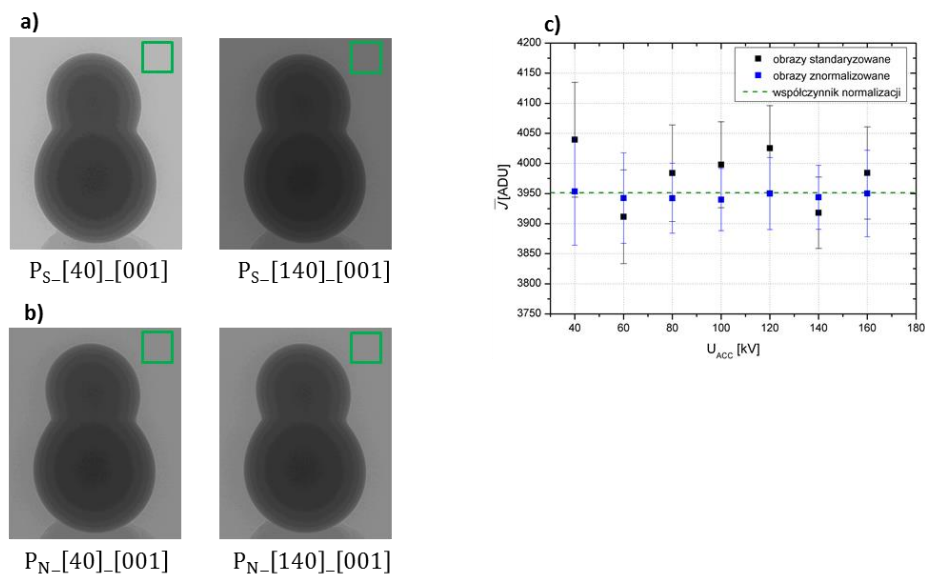 a)
P_S_[40]_[001]
P_S_[140]_[001]
b)
P_N_[40]_[001]
P_N_[140]_[001]
c)
obrazy standaryzowane
obrazy znormalizowane
współczynnik normalizacji
J̅[ADU]
4200
4150
4100
4050
4000
3950
3900
3850
3800
3750
40 60 80 100 120 140 160 180
U_ACC [kV]